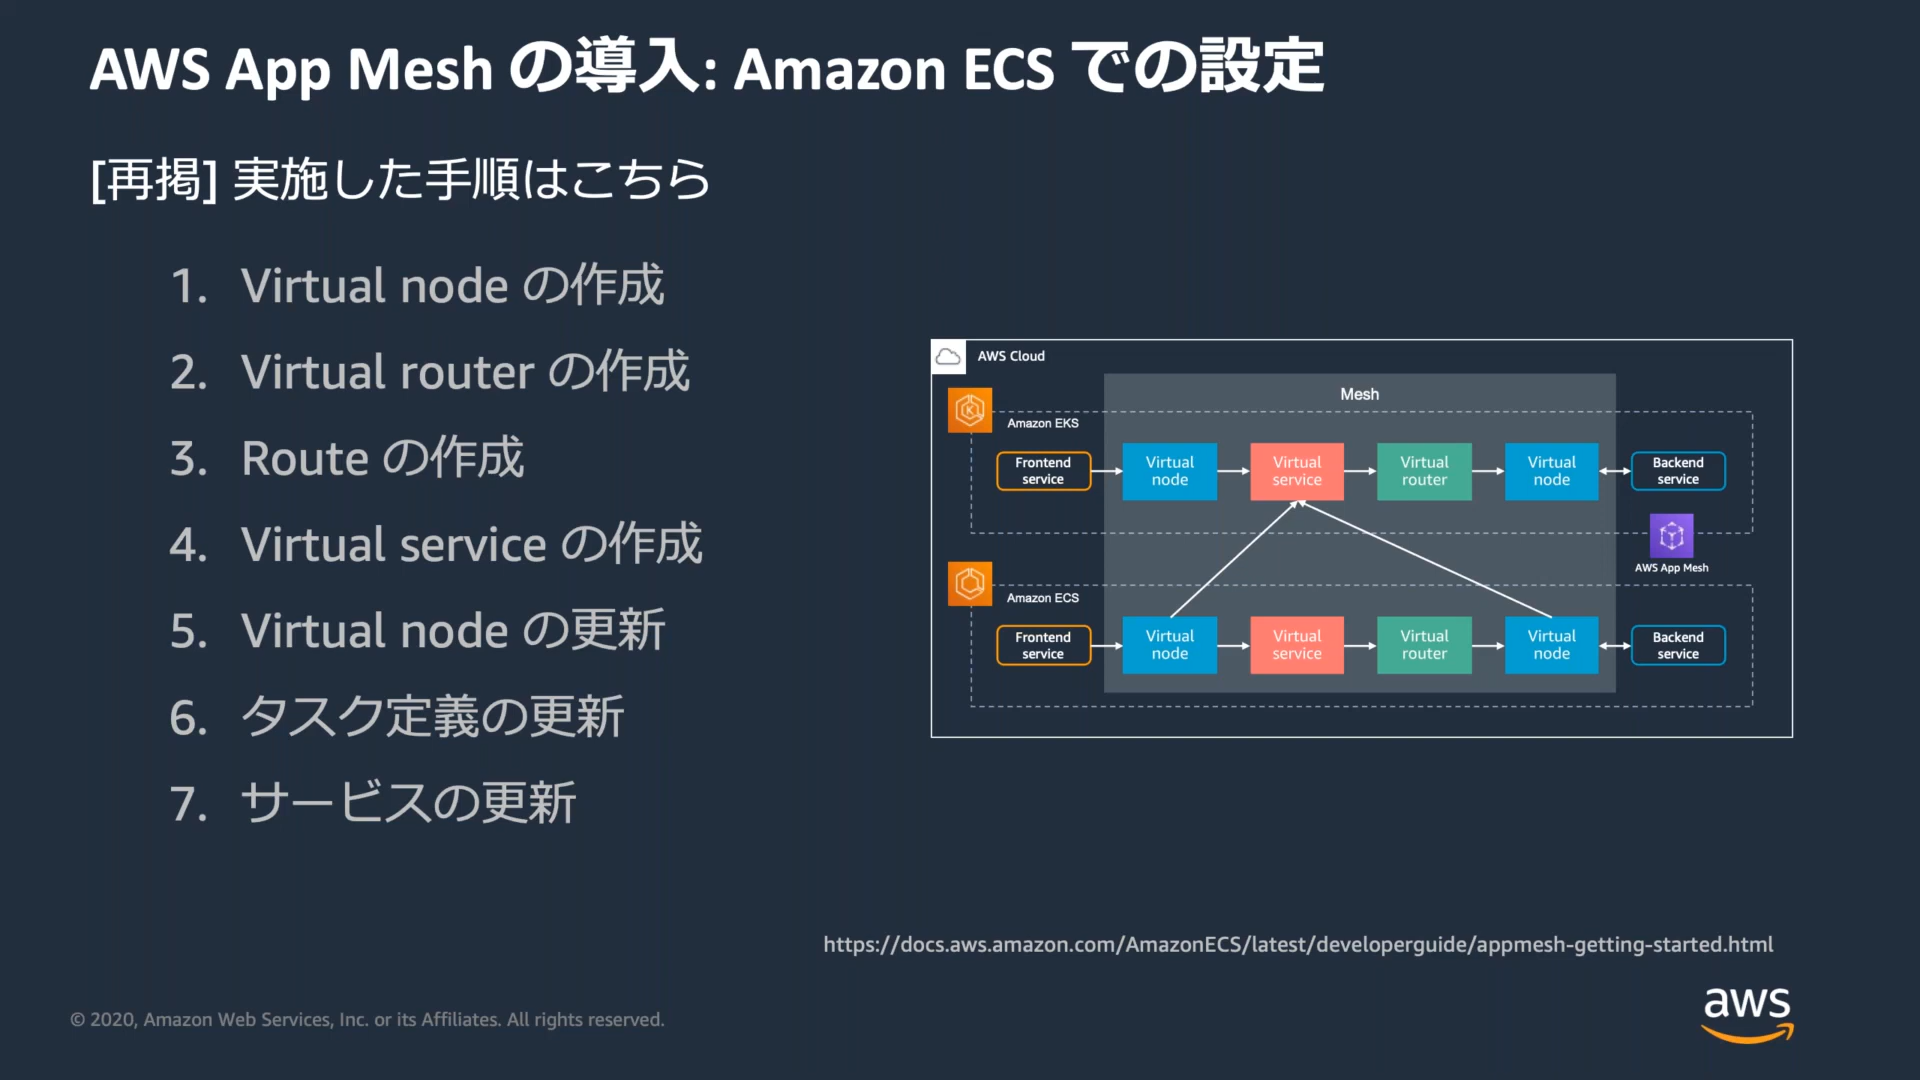 AWS App Mesh の導入: Amazon ECS での設定
[再掲] 実施した手順はこちら
1. Virtual node の作成
2. Virtual router の作成
3. Route の作成
4. Virtual service の作成
5. Virtual node の更新
6. タスク定義の更新
7. サービスの更新
AWS Cloud
Mesh
Amazon EKS
Frontend
service
Virtual
node
Virtual
service
Virtual
router
Virtual
node
Backend
service
AWS App Mesh
Amazon ECS
Frontend
service
Virtual
node
Virtual
service
Virtual
router
Virtual
node
Backend
service
https://docs.aws.amazon.com/AmazonECS/latest/developerguide/appmesh-getting-started.html
© 2020, Amazon Web Services, Inc. or its Affiliates. All rights reserved.
aws